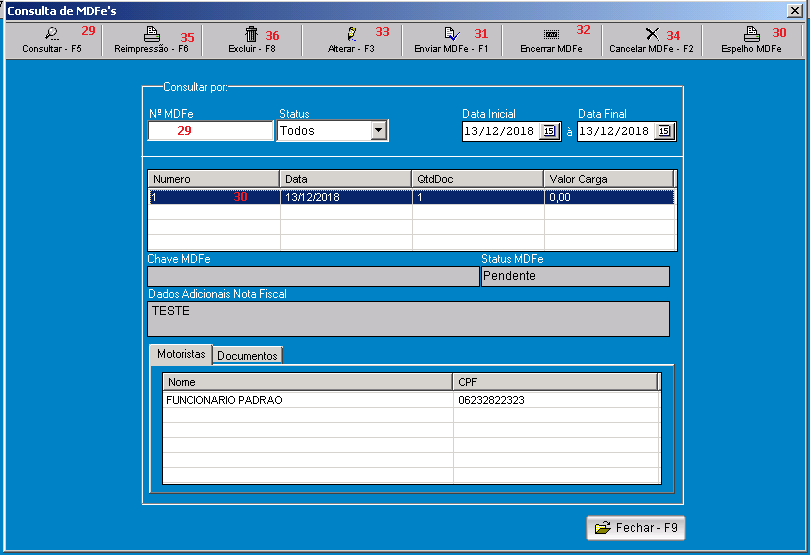 Consulta de MDFe's
29 35 36 33 31 32 34 30
Consultar - F5 Reimpressão - F6 Excluir - F8 Alterar - F3 Enviar MDFe - F1 Encerrar MDFe Cancelar MDFe - F2 Espelho MDFe
Consultar por:
Nº MDFe Status Data Inicial Data Final
29 Todos 13/12/2018 15 à 13/12/2018 15
Numero Data QtdDoc Valor Carga
1 30 13/12/2018 1 0,00
Chave MDFe Status MDFe
Pendente
Dados Adicionais Nota Fiscal
TESTE
Motoristas Documentos
Nome CPF
FUNCIONARIO PADRAO 06232822323
Fechar - F9